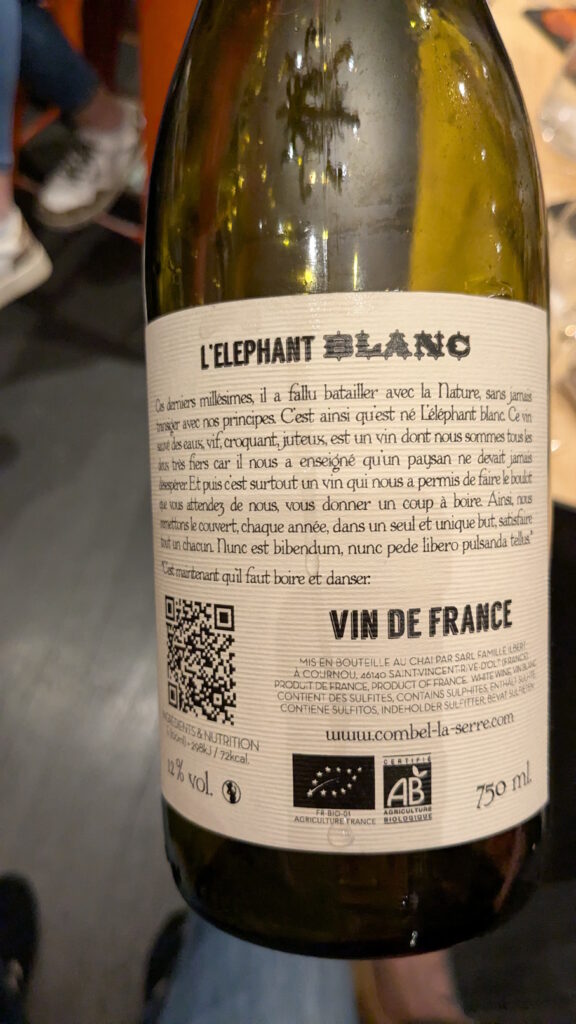 L'ELEPHANT BLANC
Ces derniers millésimes, il a fallu batailler avec la Nature, sans jamais
transiger avec nos principes. C'est ainsi qu'est né L'éléphant blanc. Ce vin
sauvé des eaux, vif, croquant, juteux, est un vin dont nous sommes tous les
deux très fiers car il nous a enseigné qu'un paysan ne devait jamais
désespérer. Et puis c'est surtout un vin qui nous a permis de faire le boulot
que vous attendez de nous, vous donner un coup à boire. Ainsi, nous
remettons le couvert, chaque année, dans un seul et unique but, satisfaire
tout un chacun. Nunc est bibendum, nunc pede libero pulsanda tellus*
*C'est maintenant qu'il faut boire et danser.
VIN DE FRANCE
MIS EN BOUTEILLE AU CHAI PAR SARL FAMILLE ILBERT
À COURNOU, 46140 SAINT-VINCENT-RIVE-D'OLT (FRANCE)
PRODUIT DE FRANCE, PRODUCT OF FRANCE. WHITE WINE, VIN BLANC
CONTIENT DES SULFITES, CONTAINS SULPHITES, ENTHÄLT SULFITE
CONTIENE SULFITOS, INDEHOLDER SULFITTER, BEVAT SULFIETEN
www.combel-la-serre.com
INGREDIENTS & NUTRITION
298kJ / 72kcal.
12% vol.
CERTIFIÉ
AB
AGRICULTURE
BIOLOGIQUE
FR-BIO-01
AGRICULTURE FRANCE
750 ml.